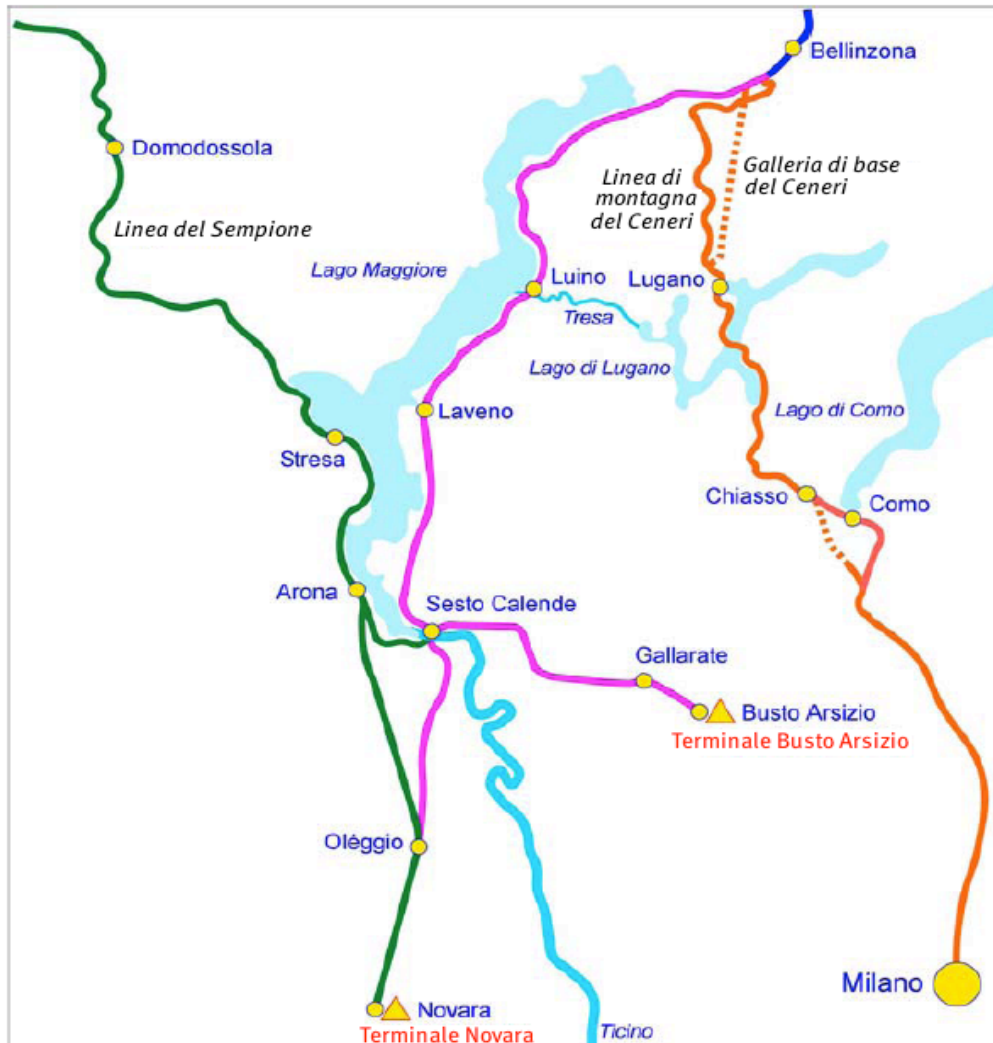 Bellinzona
Domodossola
Galleria di base
del Ceneri
Linea di
montagna
del Ceneri
Linea del Sempione
Lago Maggiore
Luino
Lugano
Tresa
Lago di Lugano
Laveno
Lago di Como
Stresa
Chiasso
Como
Arona
Sesto Calende
Gallarate
Busto Arsizio
Terminale Busto Arsizio
Oléggio
Milano
Novara
Terminale Novara
Ticino